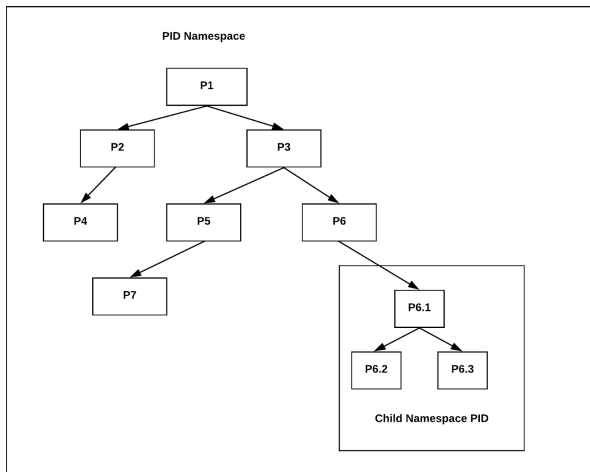 PID Namespace
P1
P2
P3
P4
P5
P6
P7
P6.1
P6.2
P6.3
Child Namespace PID